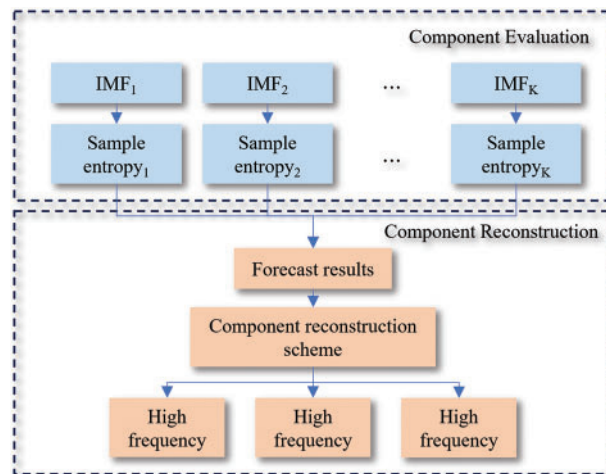 Component Evaluation
IMF₁ IMF₂ ... IMFK
Sample Sample ... Sample
entropy₁ entropy₂ entropyK
Component Reconstruction
Forecast results
Component reconstruction
scheme
High High High
frequency frequency frequency